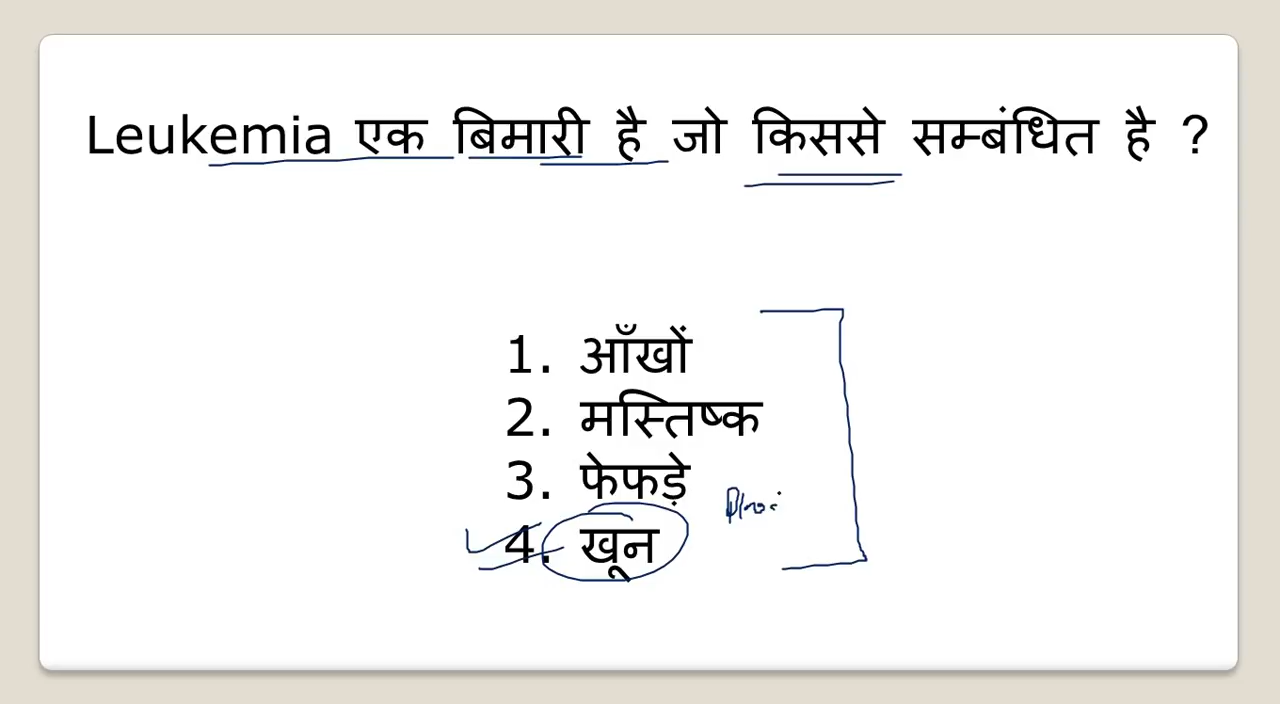 Leukemia एक बिमारी है जो किससे सम्बंधित है ?
1. आँखों
2. मस्तिष्क
3. फेफड़े
4. खून